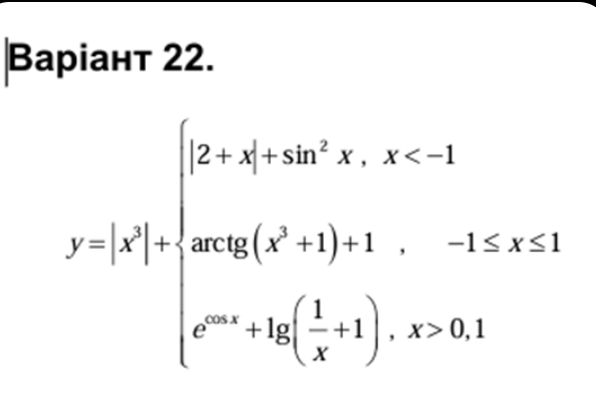 Варіант 22.
|2 + x| + sin² x , x < −1
y = |x³| + { arctg(x³ + 1) + 1 , −1 ≤ x ≤ 1
e^cos x + lg(1/x + 1) , x > 0,1